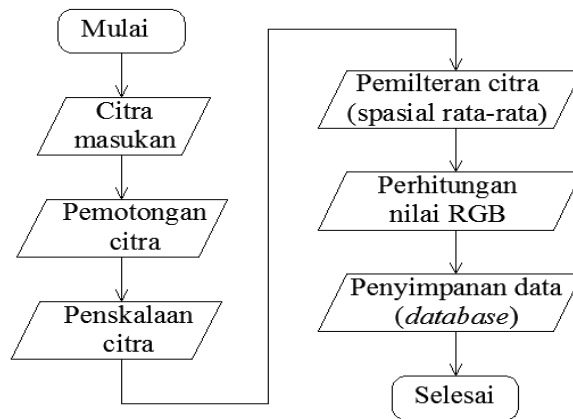 Mulai
Citra
masukan
Pemotongan
citra
Penskalaan
citra
Pemilteran citra
(spasial rata-rata)
Perhitungan
nilai RGB
Penyimpanan data
(database)
Selesai